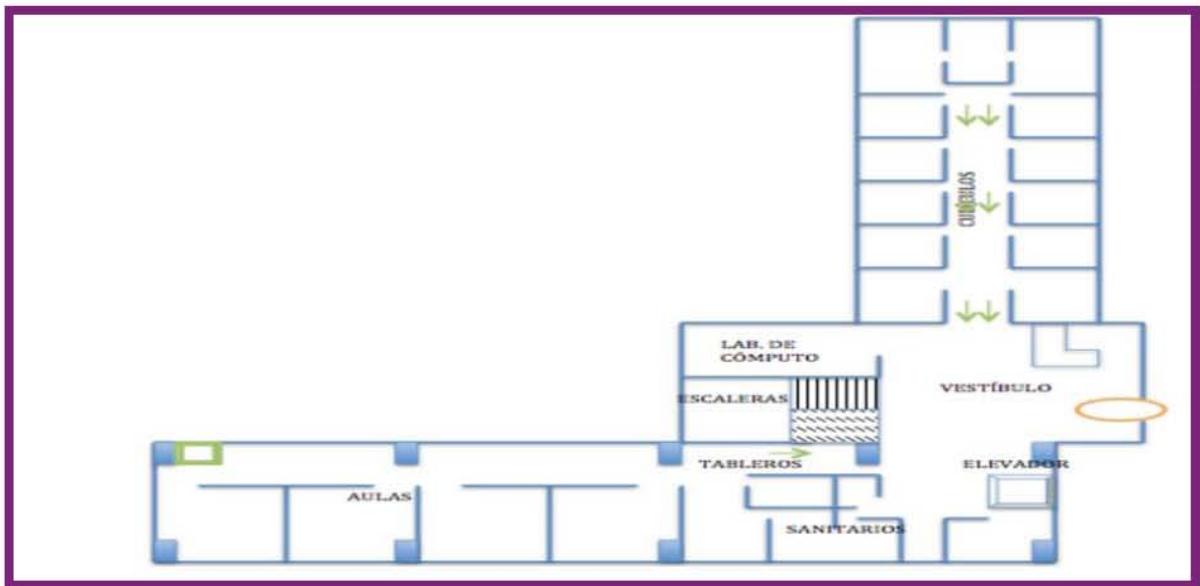 CUBÍCULOS
LAB. DE
CÓMPUTO
VESTÍBULO
ESCALERAS
TABLEROS
ELEVADOR
AULAS
SANITARIOS